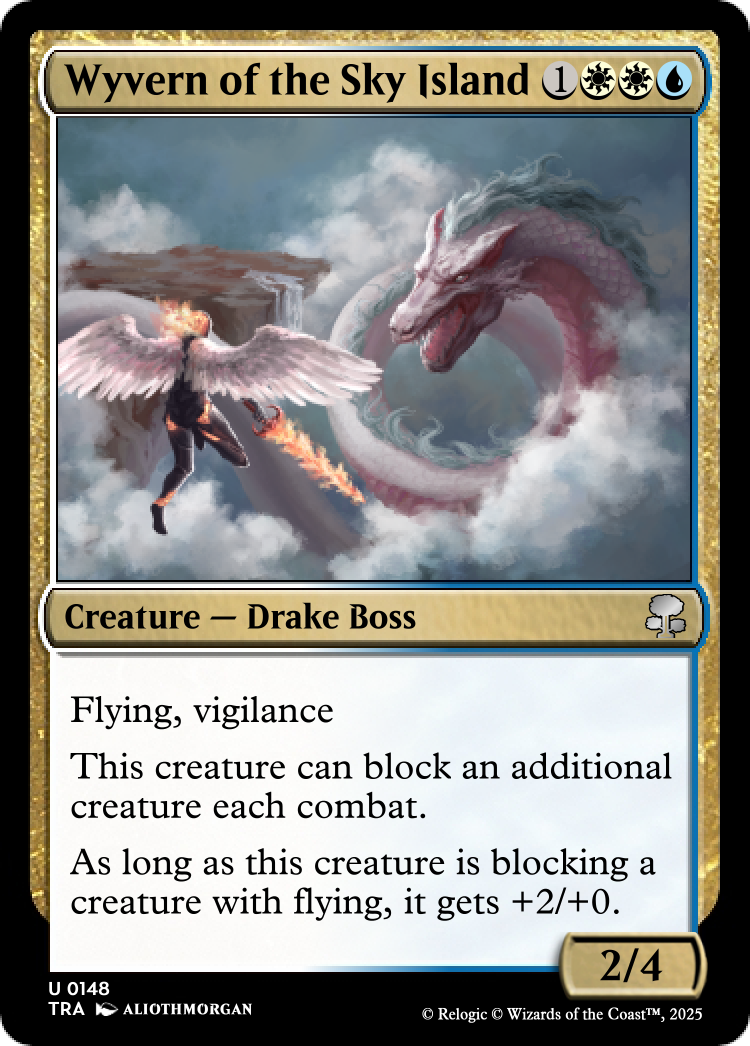 Wyvern of the Sky Island 1
Creature — Drake Boss
Flying, vigilance
This creature can block an additional
creature each combat.
As long as this creature is blocking a
creature with flying, it gets +2/+0.
2/4
U 0148
TRA ALIOTHMORGAN
© Relogic © Wizards of the Coast™, 2025